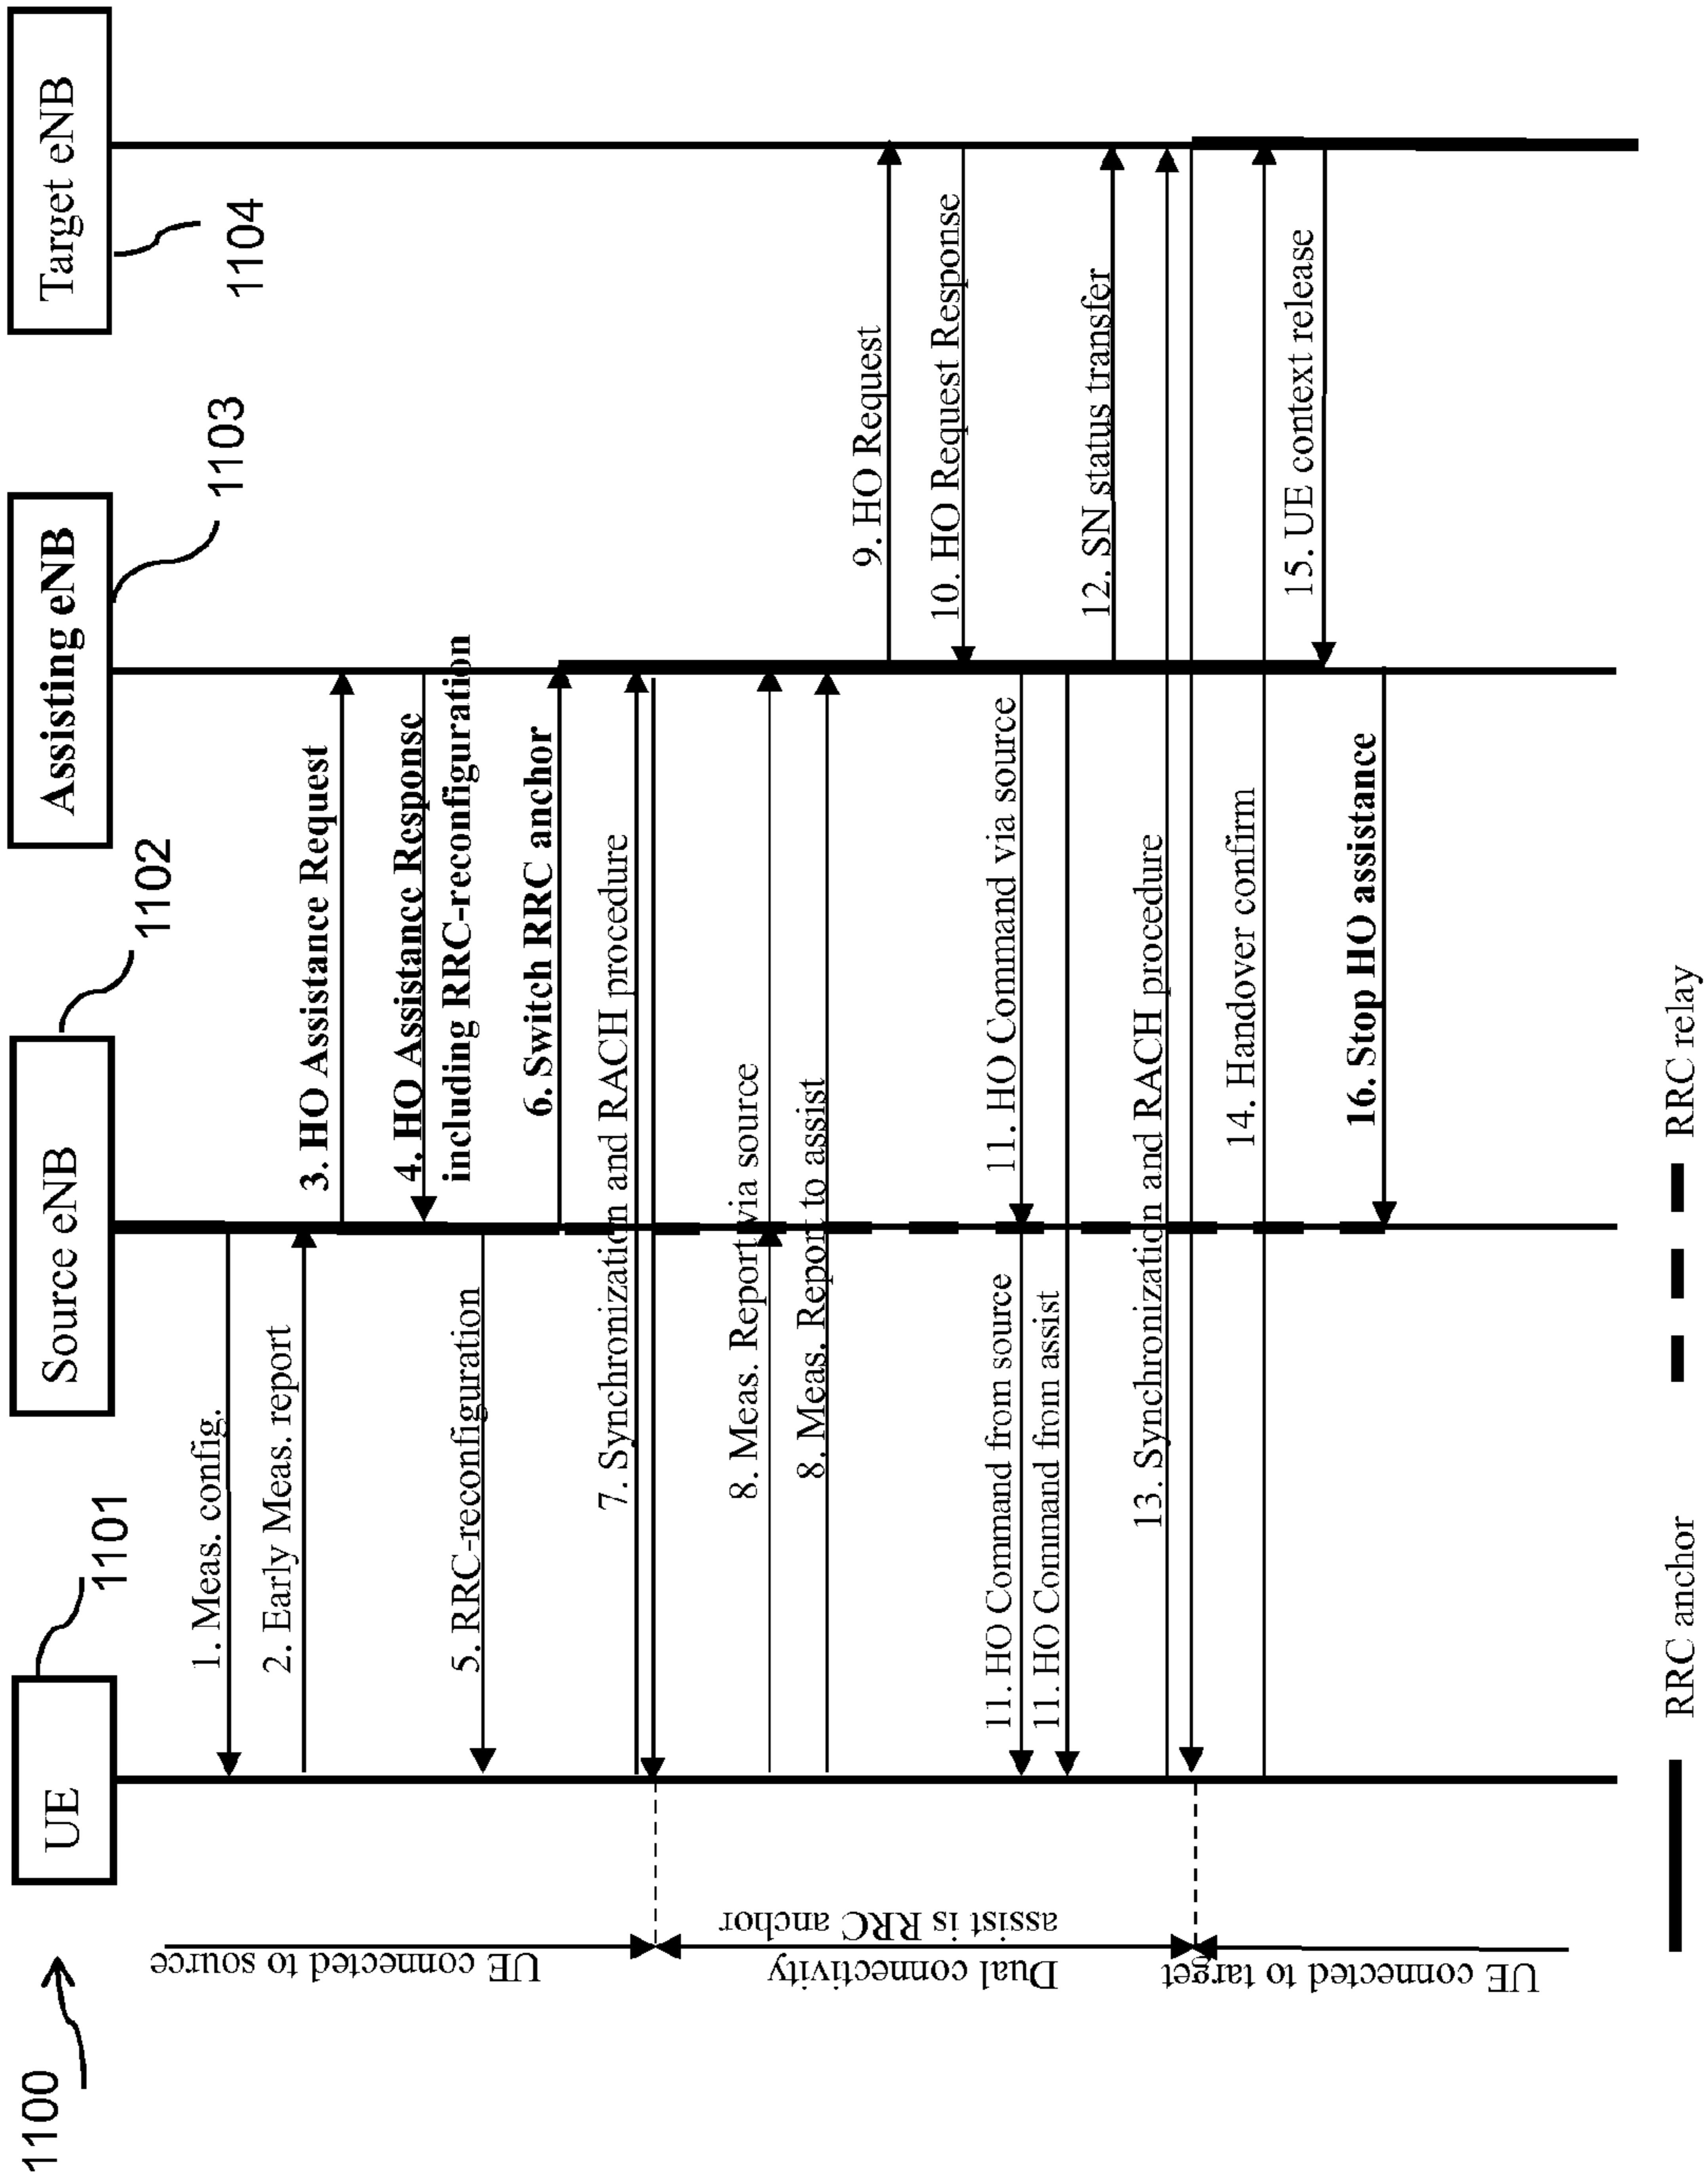 1100
UE
1101
Source eNB
1102
Assisting eNB
1103
Target eNB
1104
1. Meas. config.
2. Early Meas. report
3. HO Assistance Request
4. HO Assistance Response
including RRC-reconfiguration
5. RRC-reconfiguration
6. Switch RRC anchor
7. Synchronization and RACH procedure
8. Meas. Report via source
8. Meas. Report to assist
9. HO Request
10. HO Request Response
11. HO Command via source
11. HO Command from source
11. HO Command from assist
12. SN status transfer
13. Synchronization and RACH procedure
14. Handover confirm
15. UE context release
16. Stop HO assistance
UE connected to source
Dual connectivity
assist is RRC anchor
UE connected to target
RRC anchor
RRC relay